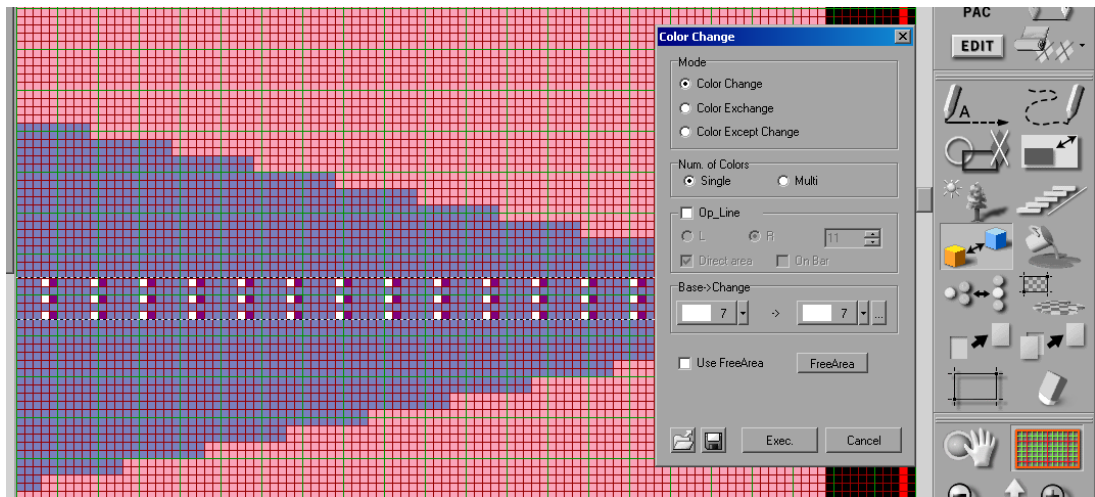 PAC
EDIT
A
Color Change
Mode
Color Change
Color Exchange
Color Except Change
Num. of Colors
Single Multi
Op_Line
L R 11
Direct area On Bar
Base->Change
7 -> 7 ...
Use FreeArea FreeArea
Exec. Cancel